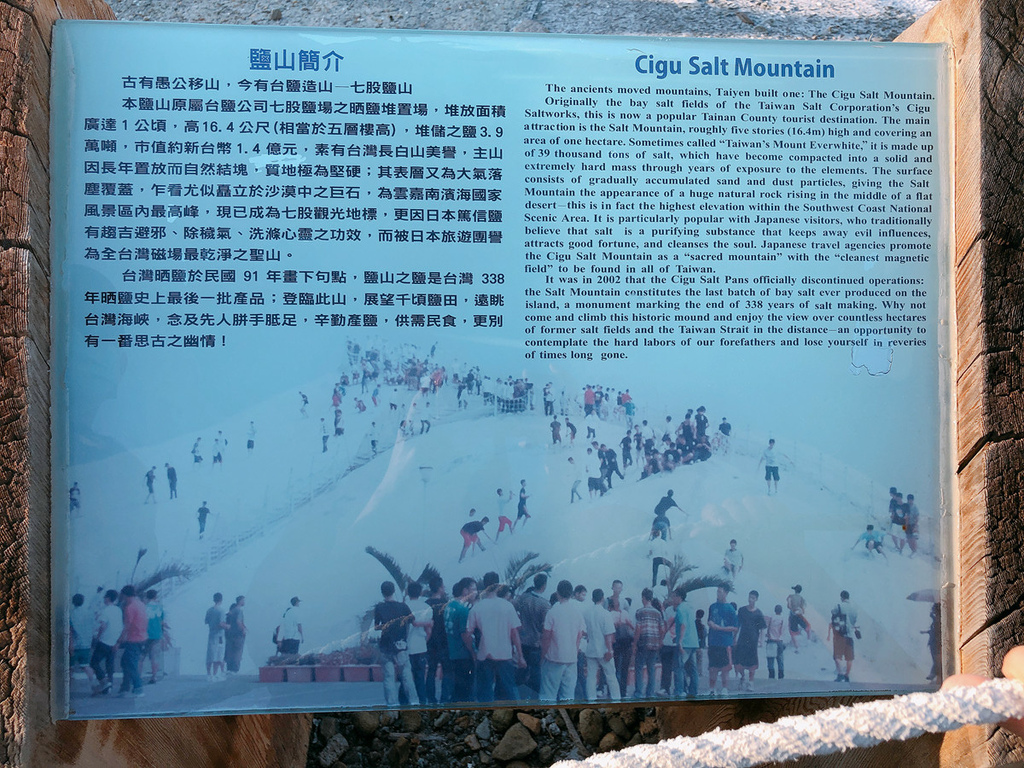 鹽山簡介
古有愚公移山，今有台鹽造山─七股鹽山
本鹽山原屬台鹽公司七股鹽場之晒鹽堆置場，堆放面積
廣達1公頃，高16.4公尺(相當於五層樓高)，堆儲之鹽3.9
萬噸，市值約新台幣1.4億元，素有台灣長白山美譽，主山
因長年置放而自然結塊，質地極為堅硬；其表層又為大氣落
塵覆蓋，乍看尤似矗立於沙漠中之巨石，為雲嘉南濱海國家
風景區內最高峰，現已成為七股觀光地標，更因日本篤信鹽
有趨吉避邪、除穢氣、洗滌心靈之功效，而被日本旅遊團譽
為全台灣磁場最乾淨之聖山。
台灣晒鹽於民國 91 年畫下句點，鹽山之鹽是台灣 338
年晒鹽史上最後一批產品；登臨此山，展望千頃鹽田，遠眺
台灣海峽，念及先人胼手胝足，辛勤產鹽，供需民食，更別
有一番思古之幽情！
Cigu Salt Mountain
The ancients moved mountains, Taiyen built one: The Cigu Salt Mountain.
Originally the bay salt fields of the Taiwan Salt Corporation's Cigu
Saltworks, this is now a popular Tainan County tourist destination. The main
attraction is the Salt Mountain, roughly five stories (16.4m) high and covering an
area of one hectare. Sometimes called "Taiwan's Mount Everwhite," it is made up
of 39 thousand tons of salt, which have become compacted into a solid and
extremely hard mass through years of exposure to the elements. The surface
consists of gradually accumulated sand and dust particles, giving the Salt
Mountain the appearance of a huge natural rock rising in the middle of a flat
desert—this is in fact the highest elevation within the Southwest Coast National
Scenic Area. It is particularly popular with Japanese visitors, who traditionally
believe that salt is a purifying substance that keeps away evil influences,
attracts good fortune, and cleanses the soul. Japanese travel agencies promote
the Cigu Salt Mountain as a "sacred mountain" with the "cleanest magnetic
field" to be found in all of Taiwan.
It was in 2002 that the Cigu Salt Pans officially discontinued operations:
the Salt Mountain constitutes the last batch of bay salt ever produced on the
island, a monument marking the end of 338 years of salt making. Why not
come and climb this historic mound and enjoy the view over countless hectares
of former salt fields and the Taiwan Strait in the distance—an opportunity to
contemplate the hard labors of our forefathers and lose yourself in reveries
of times long gone.